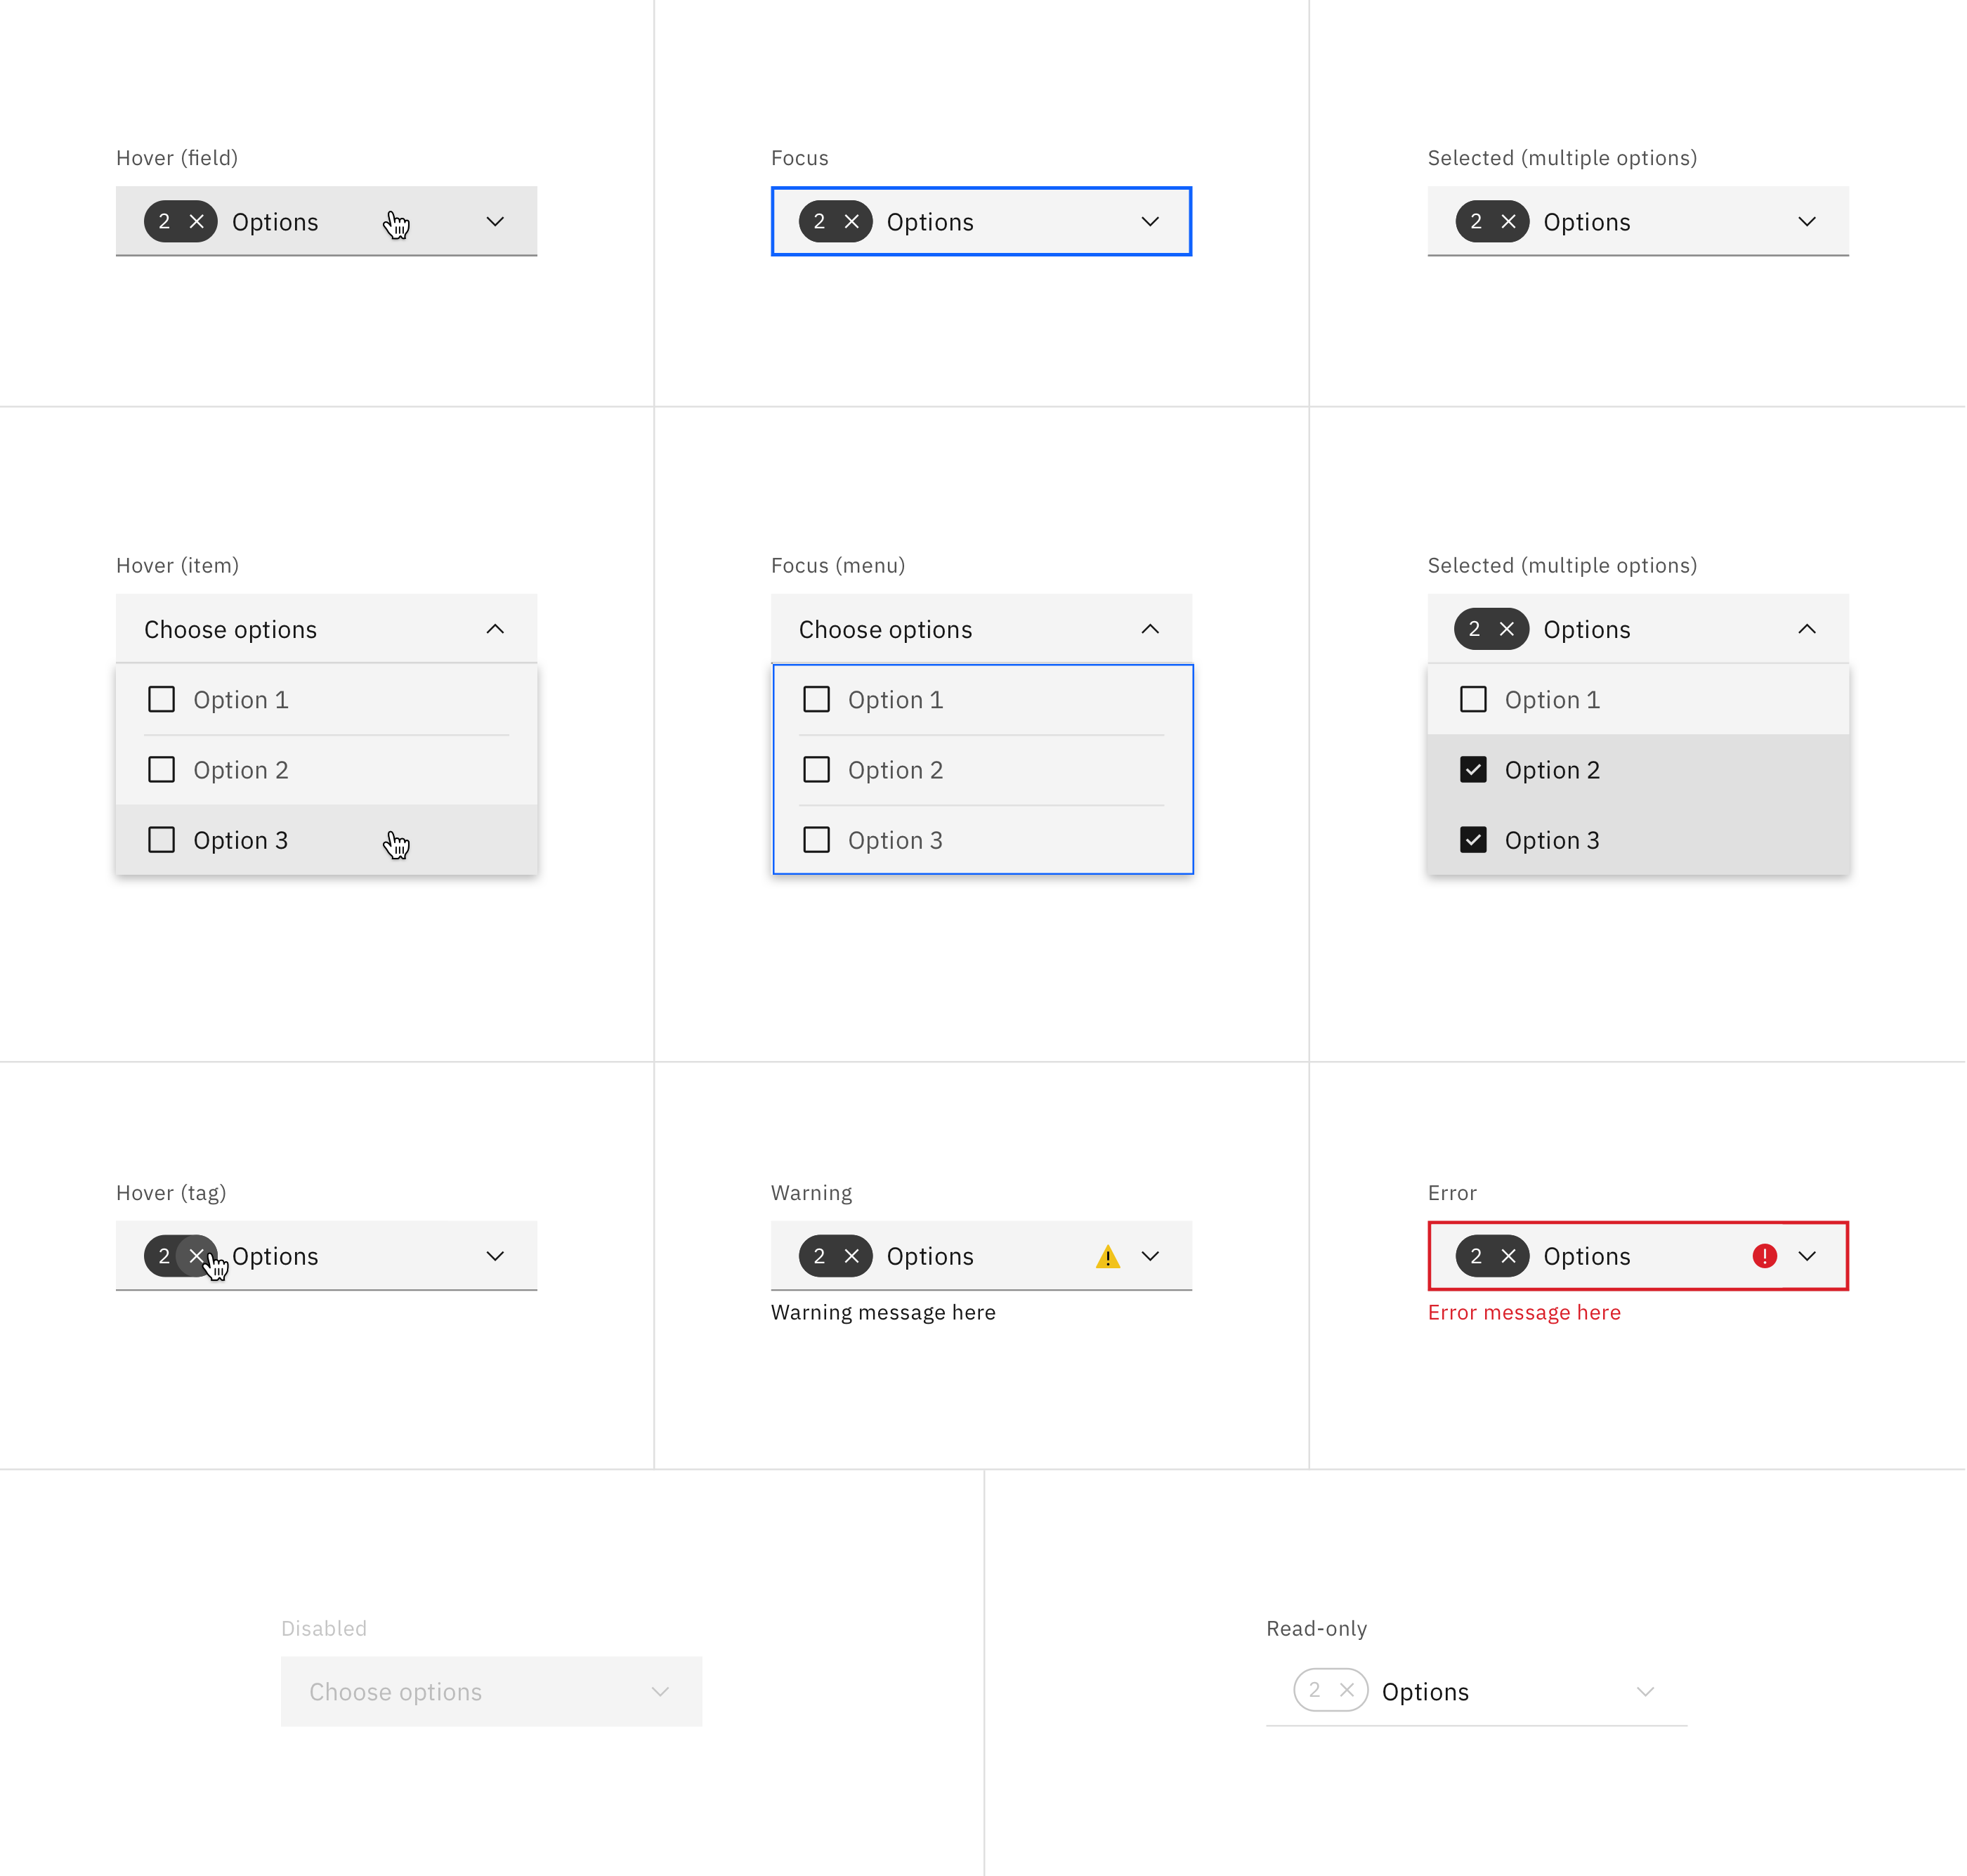 Hover (field)
2 Options
Focus
2 Options
Selected (multiple options)
2 Options
Hover (item)
Choose options
Option 1
Option 2
Option 3
Focus (menu)
Choose options
Option 1
Option 2
Option 3
Selected (multiple options)
2 Options
Option 1
Option 2
Option 3
Hover (tag)
2 Options
Warning
2 Options
Warning message here
Error
2 Options
Error message here
Disabled
Choose options
Read-only
2 Options